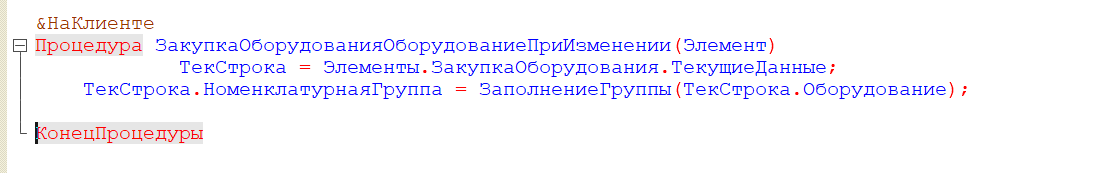 &НаКлиенте
Процедура ЗакупкаОборудованияОборудованиеПриИзменении(Элемент)
ТекСтрока = Элементы.ЗакупкаОборудования.ТекущиеДанные;
ТекСтрока.НоменклатурнаяГруппа = ЗаполнениеГруппы(ТекСтрока.Оборудование);
КонецПроцедуры